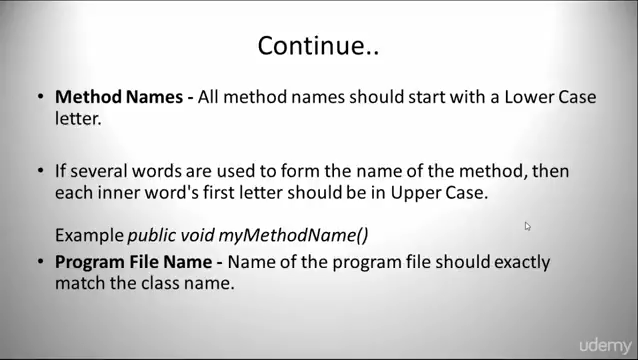 Continue..
• Method Names - All method names should start with a Lower Case
letter.
• If several words are used to form the name of the method, then
each inner word's first letter should be in Upper Case.
Example public void myMethodName()
• Program File Name - Name of the program file should exactly
match the class name.
udemy